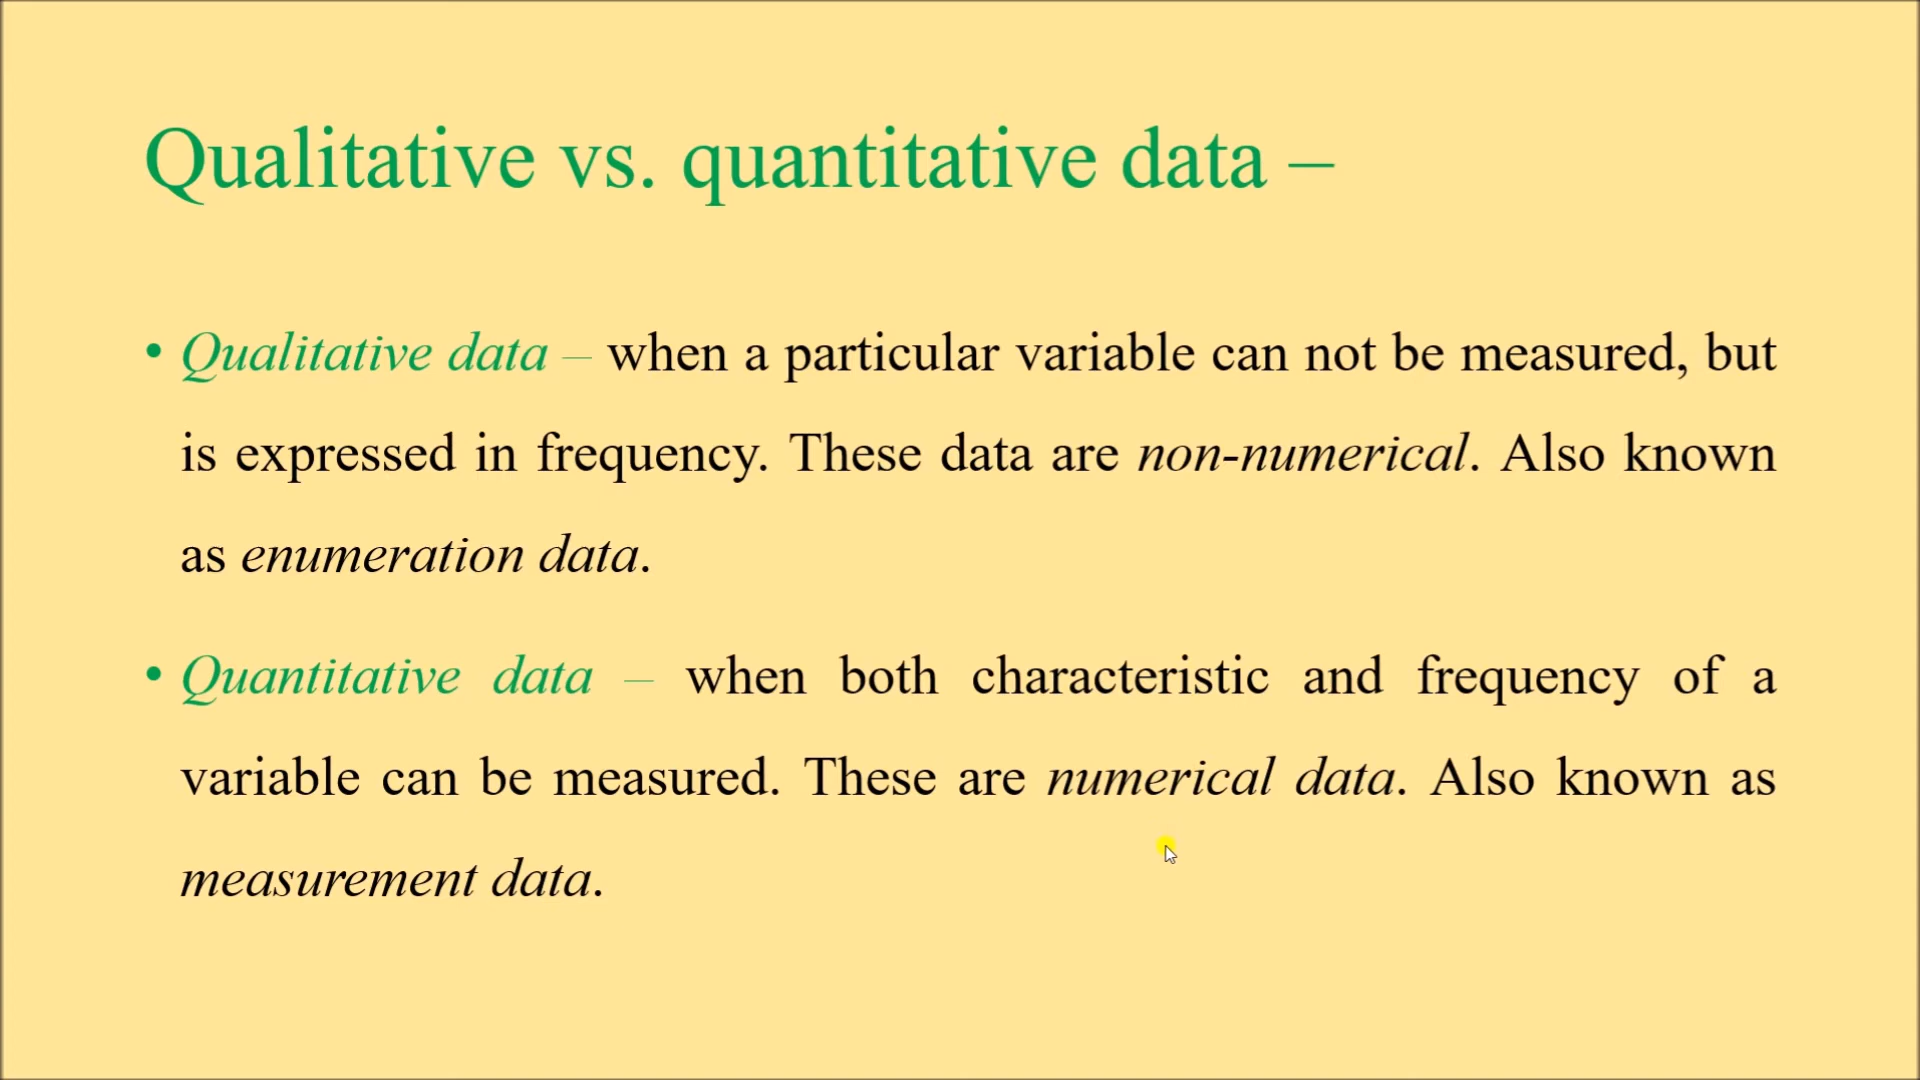 Qualitative vs. quantitative data –
• Qualitative data – when a particular variable can not be measured, but
is expressed in frequency. These data are non-numerical. Also known
as enumeration data.
• Quantitative data – when both characteristic and frequency of a
variable can be measured. These are numerical data. Also known as
measurement data.